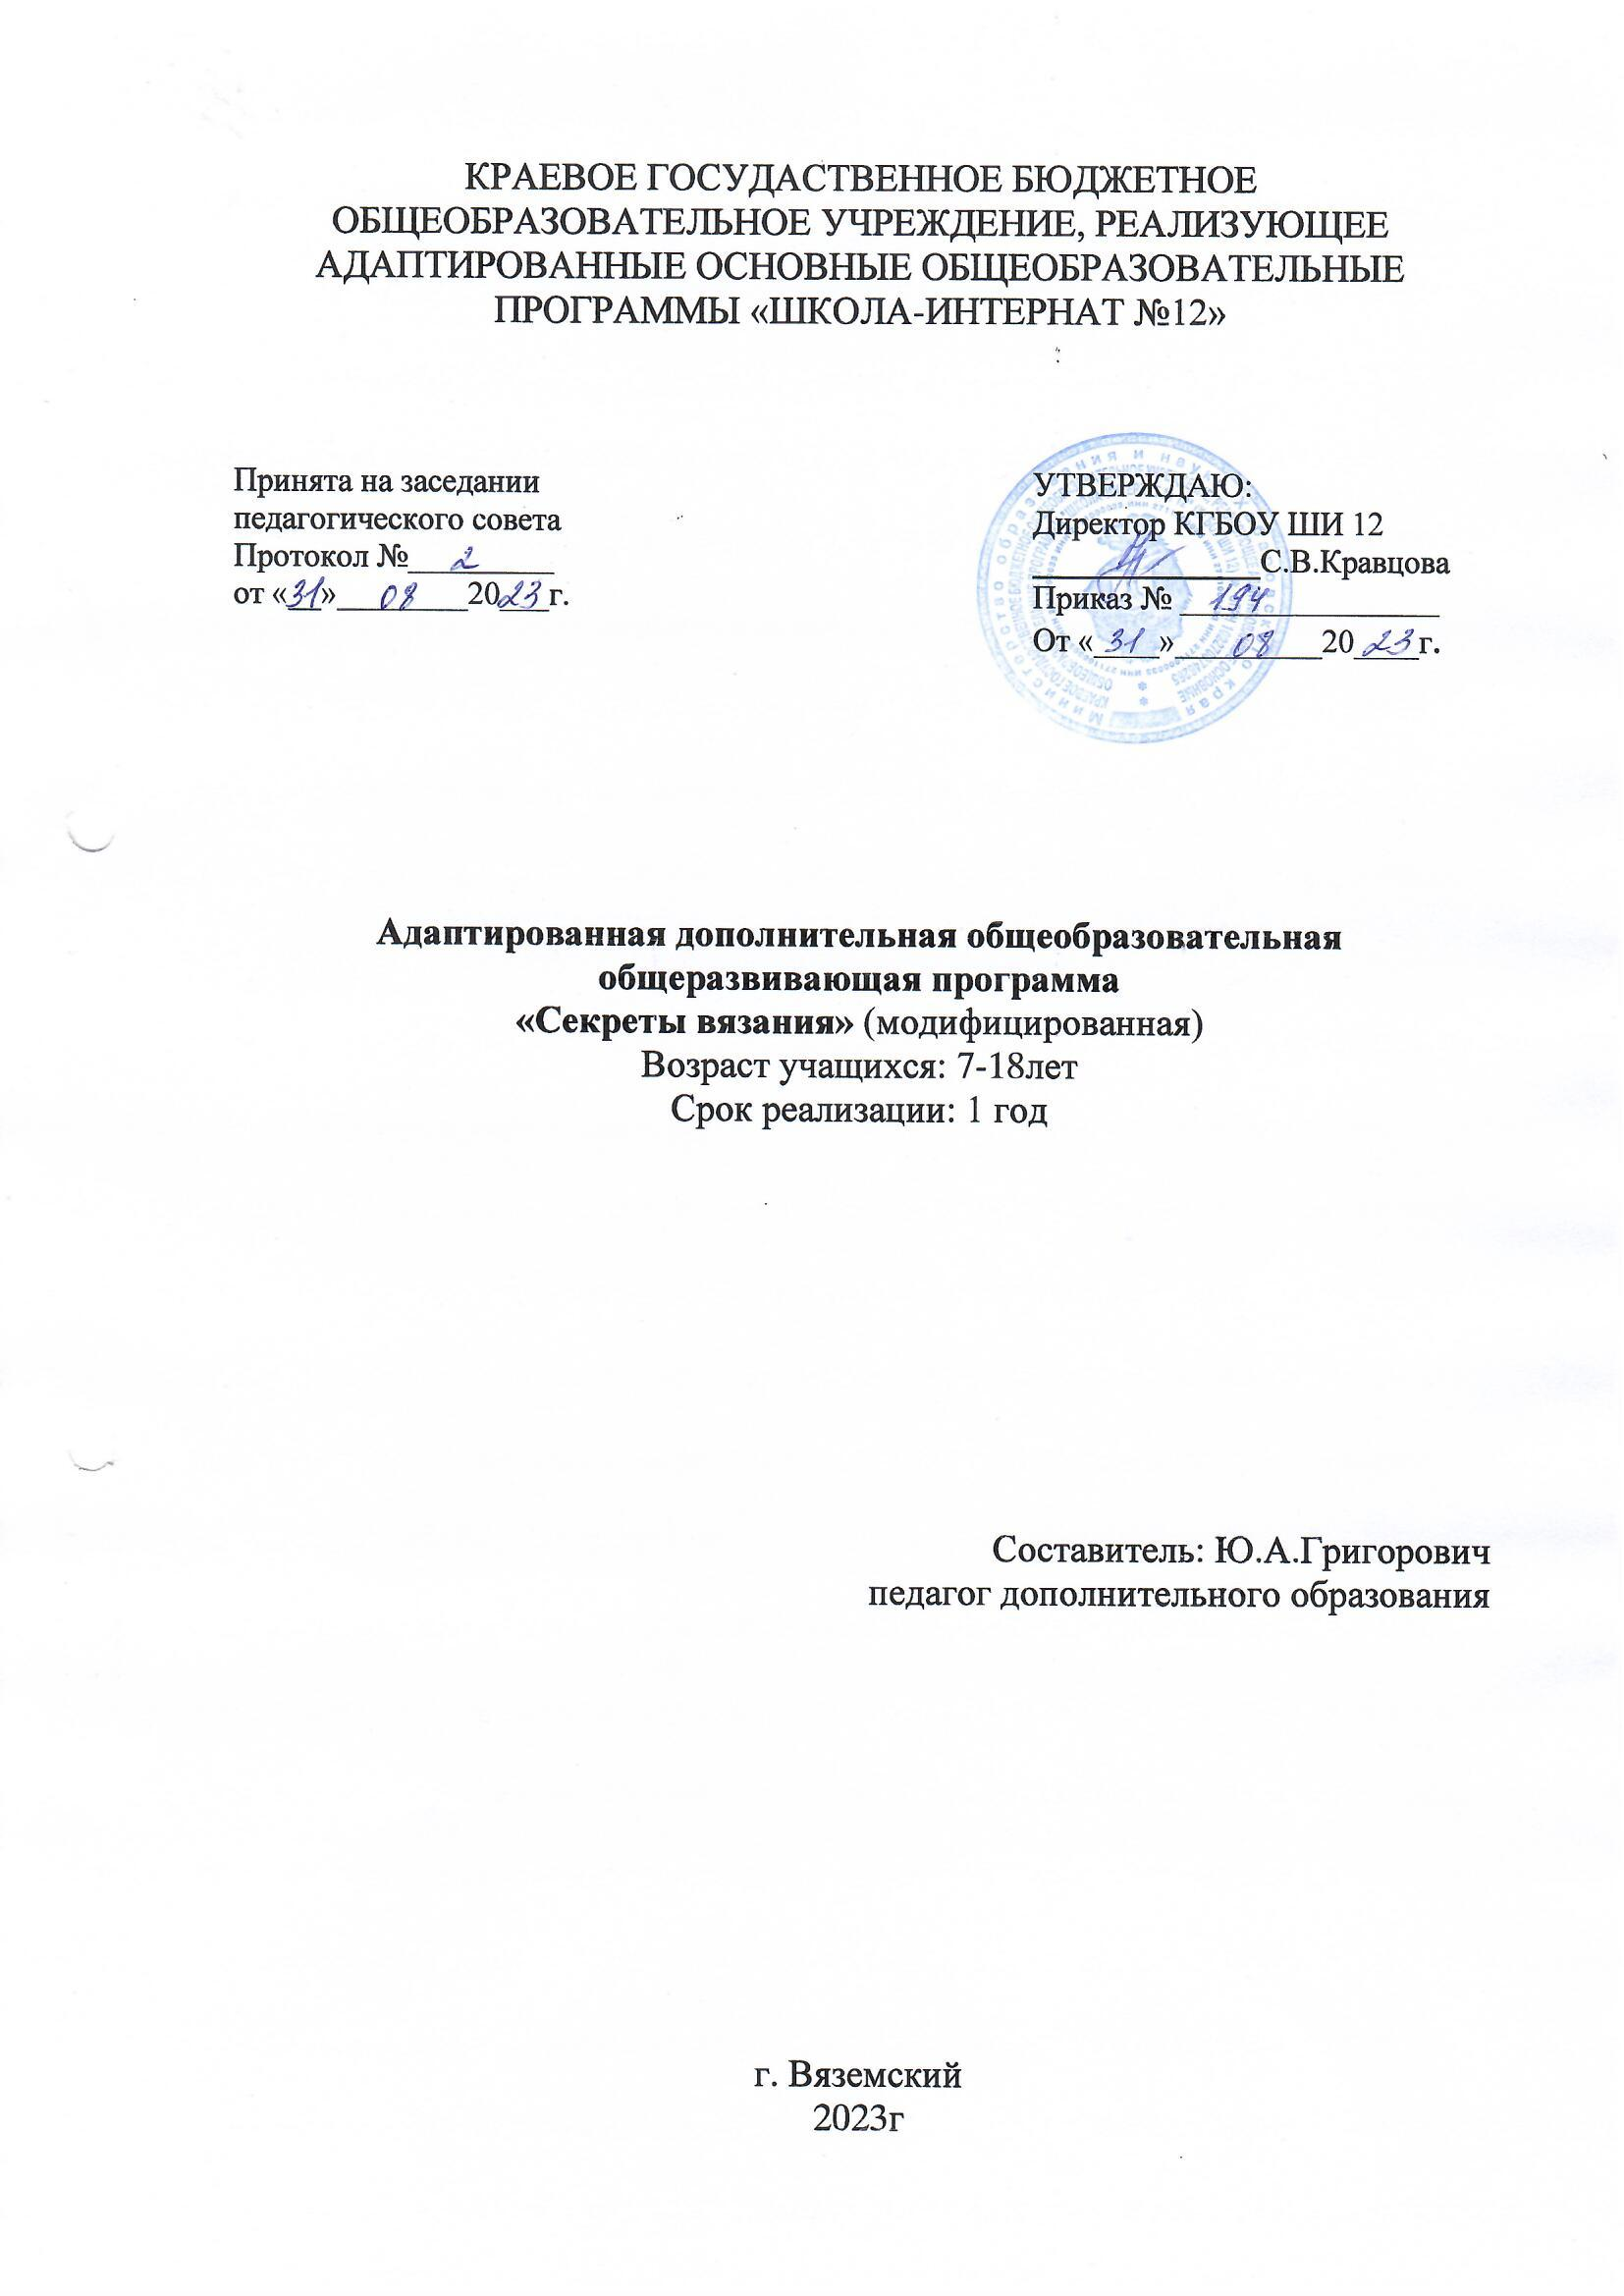 КРАЕВОЕ ГОСУДАСТВЕННОЕ БЮДЖЕТНОЕ
ОБЩЕОБРАЗОВАТЕЛЬНОЕ УЧРЕЖДЕНИЕ, РЕАЛИЗУЮЩЕЕ
АДАПТИРОВАННЫЕ ОСНОВНЫЕ ОБЩЕОБРАЗОВАТЕЛЬНЫЕ
ПРОГРАММЫ «ШКОЛА-ИНТЕРНАТ №12»
Принята на заседании
педагогического совета
Протокол № 2
от «31» 08 2023г.
УТВЕРЖДАЮ:
Директор КГБОУ ШИ 12
С.В.Кравцова
Приказ № 194
От «31» 08 2023г.
Адаптированная дополнительная общеобразовательная
общеразвивающая программа
«Секреты вязания» (модифицированная)
Возраст учащихся: 7-18лет
Срок реализации: 1 год
Составитель: Ю.А.Григорович
педагог дополнительного образования
г. Вяземский
2023г